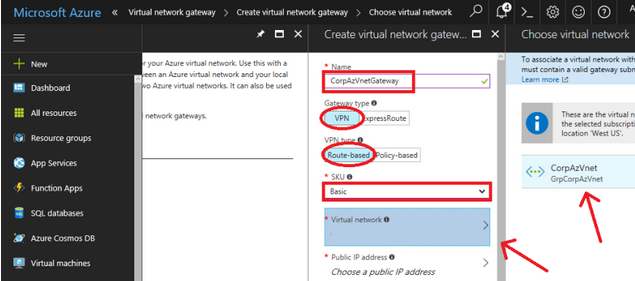 Microsoft Azure « Virtual network gateway > Create virtual network gateway > Choose virtual network
4
New
Dashboard
All resources
Resource groups
App Services
Function Apps
SQL databases
Azure Cosmos DB
Virtual machines
r your Azure virtual network. Use this with a
een an Azure virtual network and your local
wo Azure virtual networks. It can also be used
l network gateways.
Create virtual network gatew...
* Name
CorpAzVnetGateway
Gateway type
VPN ExpressRoute
VPN type
Route-based Policy-based
* SKU
Basic
* Virtual network
* Public IP address
Choose a public IP address
Choose virtual network
To associate a virtual network with
must contain a valid gateway subn
Learn more
These are the virtual n
the selected subscriptio
location 'West US'.
CorpAzVnet
GrpCorpAzVnet